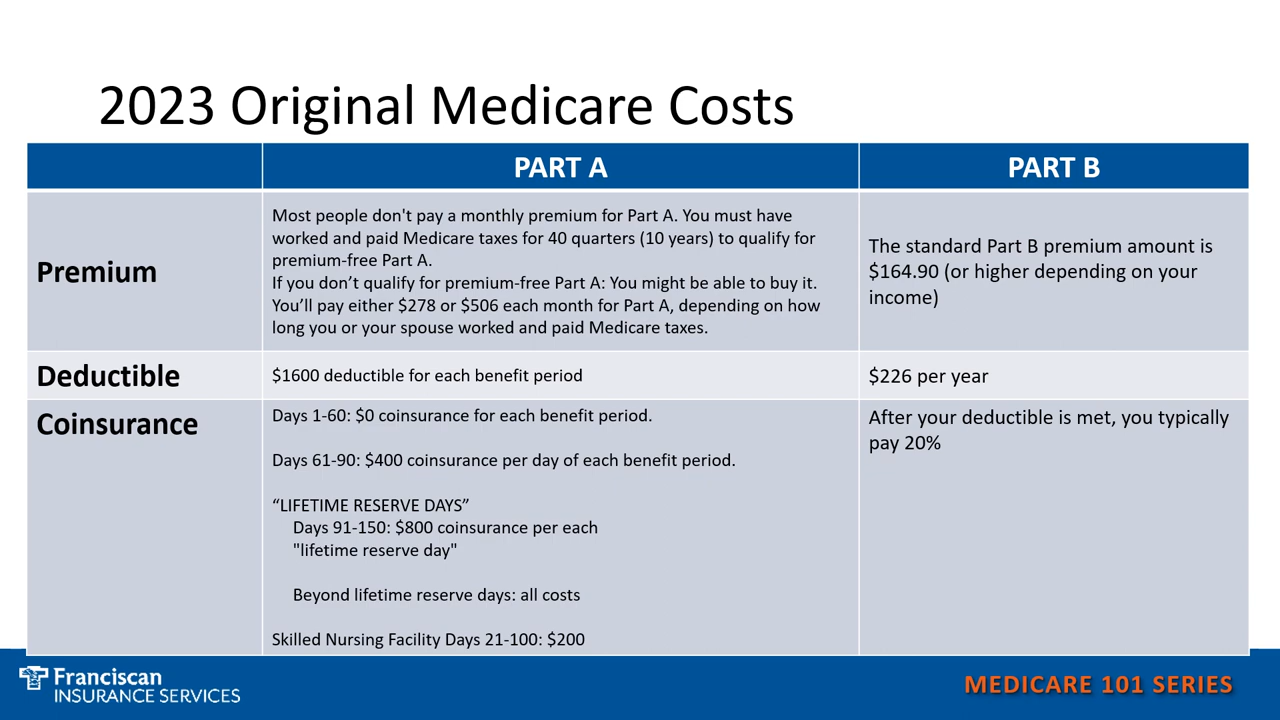 2023 Original Medicare Costs
PART A
PART B
Premium
Most people don't pay a monthly premium for Part A. You must have
worked and paid Medicare taxes for 40 quarters (10 years) to qualify for
premium-free Part A.
If you don’t qualify for premium-free Part A: You might be able to buy it.
You’ll pay either $278 or $506 each month for Part A, depending on how
long you or your spouse worked and paid Medicare taxes.
The standard Part B premium amount is
$164.90 (or higher depending on your
income)
Deductible
$1600 deductible for each benefit period
$226 per year
Coinsurance
Days 1-60: $0 coinsurance for each benefit period.
Days 61-90: $400 coinsurance per day of each benefit period.
“LIFETIME RESERVE DAYS”
Days 91-150: $800 coinsurance per each
"lifetime reserve day"
Beyond lifetime reserve days: all costs
Skilled Nursing Facility Days 21-100: $200
After your deductible is met, you typically
pay 20%
Franciscan
INSURANCE SERVICES
MEDICARE 101 SERIES